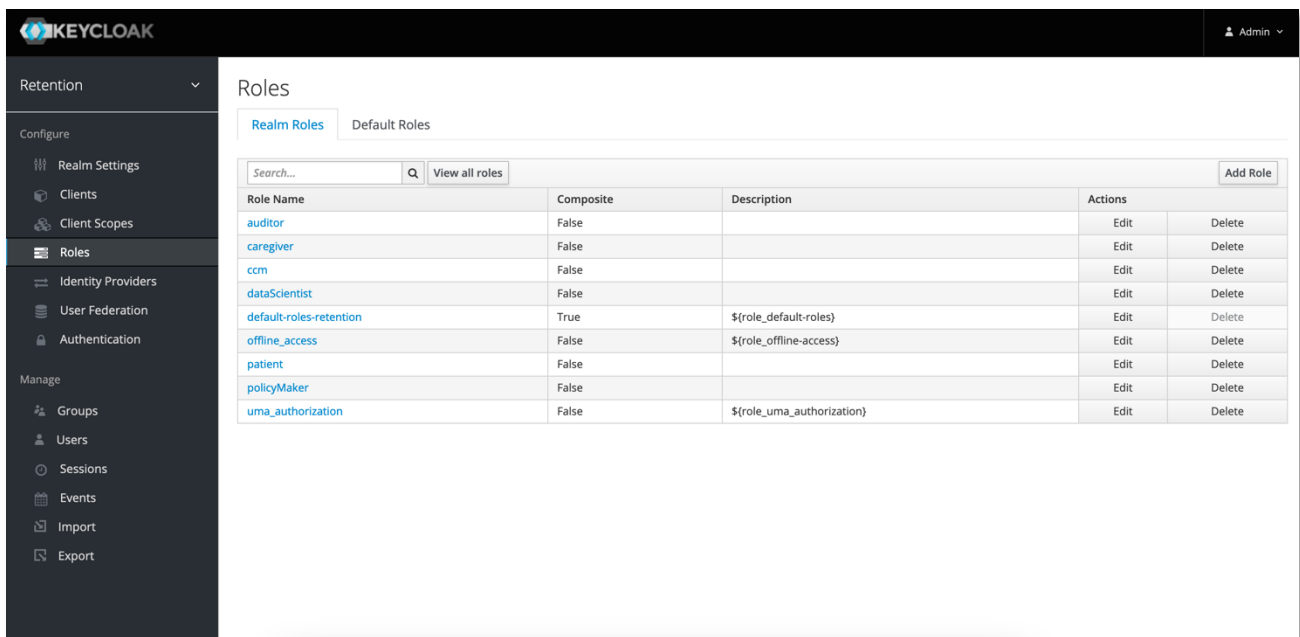 KEYCLOAK
Admin
Retention
Configure
Realm Settings
Clients
Client Scopes
Roles
Identity Providers
User Federation
Authentication
Manage
Groups
Users
Sessions
Events
Import
Export
Roles
Realm Roles Default Roles
Search... View all roles Add Role
Role Name Composite Description Actions
auditor False Edit Delete
caregiver False Edit Delete
ccm False Edit Delete
dataScientist False Edit Delete
default-roles-retention True ${role_default-roles} Edit Delete
offline_access False ${role_offline-access} Edit Delete
patient False Edit Delete
policyMaker False Edit Delete
uma_authorization False ${role_uma_authorization} Edit Delete